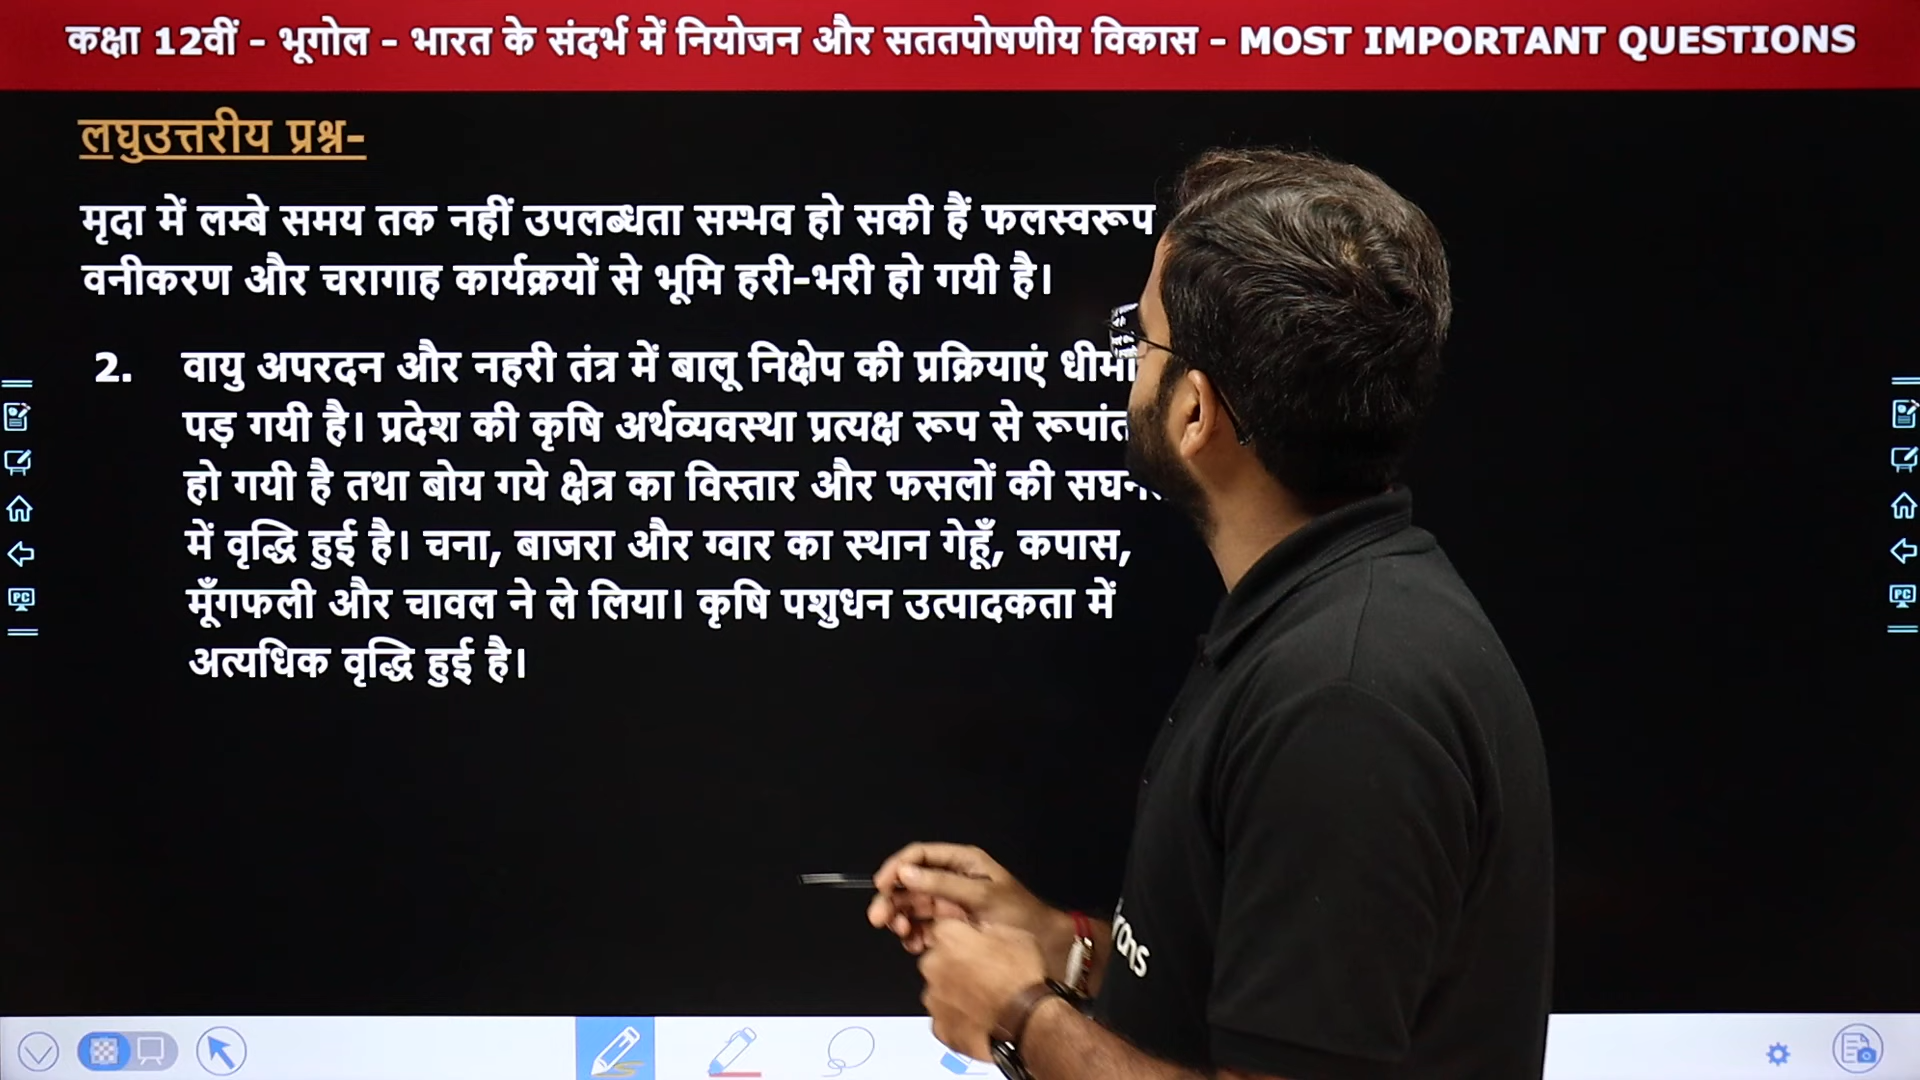 कक्षा 12वीं - भूगोल - भारत के संदर्भ में नियोजन और सततपोषणीय विकास - MOST IMPORTANT QUESTIONS
लघुउत्तरीय प्रश्न-
मृदा में लम्बे समय तक नहीं उपलब्धता सम्भव हो सकी हैं फलस्वरूप
वनीकरण और चरागाह कार्यक्रयों से भूमि हरी-भरी हो गयी है।
2. वायु अपरदन और नहरी तंत्र में बालू निक्षेप की प्रक्रियाएं धीमी
पड़ गयी है। प्रदेश की कृषि अर्थव्यवस्था प्रत्यक्ष रूप से
हो गयी है तथा बोय गये क्षेत्र का विस्तार और फसलों की
में वृद्धि हुई है। चना, बाजरा और ग्वार का स्थान गेहूँ, कपास,
मूँगफली और चावल ने ले लिया। कृषि पशुधन उत्पादकता में
अत्यधिक वृद्धि हुई है।
PC
PC